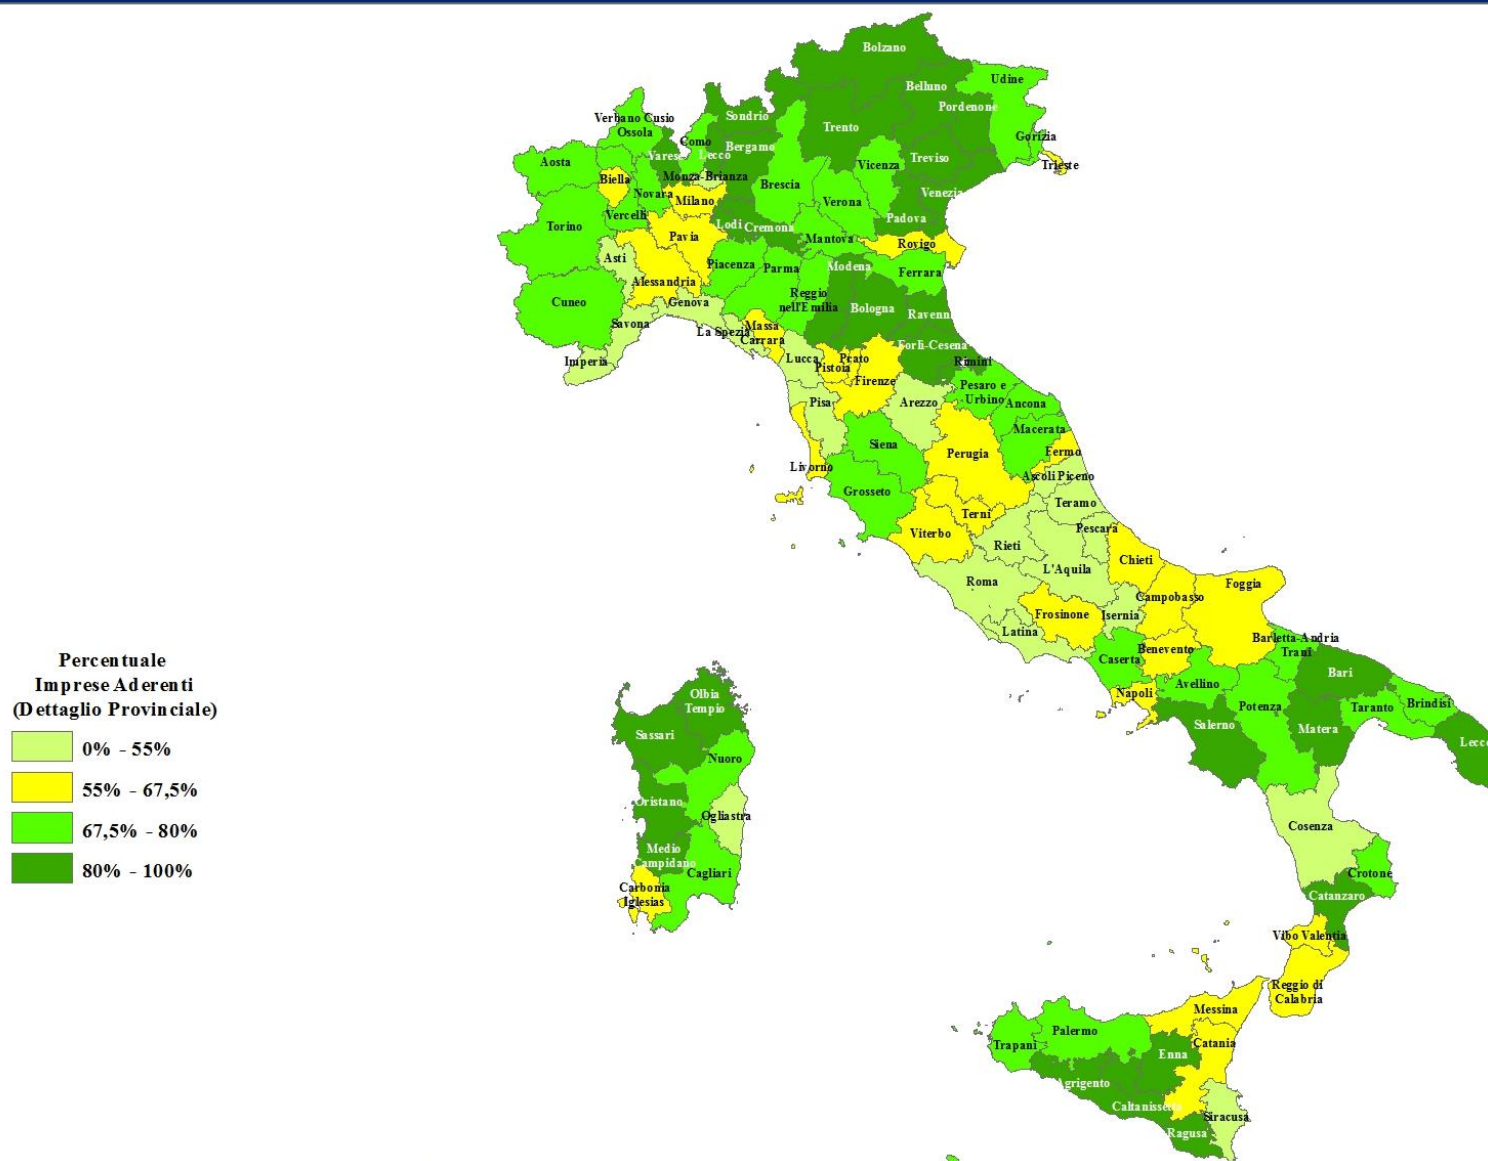 Bolzano
Udine
Belluno
Pordenone
Verbano Cusio
Ossola
Sondrio
Trento
Gorizia
Como
Varese
Lecco
Bergamo
Vicenza
Treviso
Trieste
Aosta
Biella
Monza-Brianza
Brescia
Novara
Milano
Verona
Venezia
Vercelli
Padova
Torino
Lodi
Cremona
Pavia
Mantova
Rovigo
Asti
Piacenza
Parma
Modena
Ferrara
Alessandria
Cuneo
Genova
Reggio
nell'Emilia
Bologna
Ravenna
Savona
La Spezia
Massa
Carrara
Forlì-Cesena
Imperia
Lucca
Prato
Pistoia
Rimini
Firenze
Pesaro e
Urbino
Pisa
Arezzo
Ancona
Macerata
Siena
Fermo
Perugia
Livorno
Ascoli Piceno
Grosseto
Teramo
Terni
Viterbo
Pescara
Rieti
Chieti
L'Aquila
Roma
Foggia
Campobasso
Frosinone
Isernia
Latina
Barletta-Andria
Trani
Benevento
Caserta
Bari
Avellino
Napoli
Potenza
Taranto
Brindisi
Salerno
Matera
Lecce
Percentuale
Imprese Aderenti
(Dettaglio Provinciale)
0% - 55%
55% - 67,5%
67,5% - 80%
80% - 100%
Olbia
Tempio
Sassari
Nuoro
Oristano
Ogliastra
Medio
Campidano
Cagliari
Carbonia
Iglesias
Cosenza
Crotone
Catanzaro
Vibo Valentia
Reggio di
Calabria
Messina
Palermo
Trapani
Catania
Enna
Agrigento
Caltanissetta
Siracusa
Ragusa